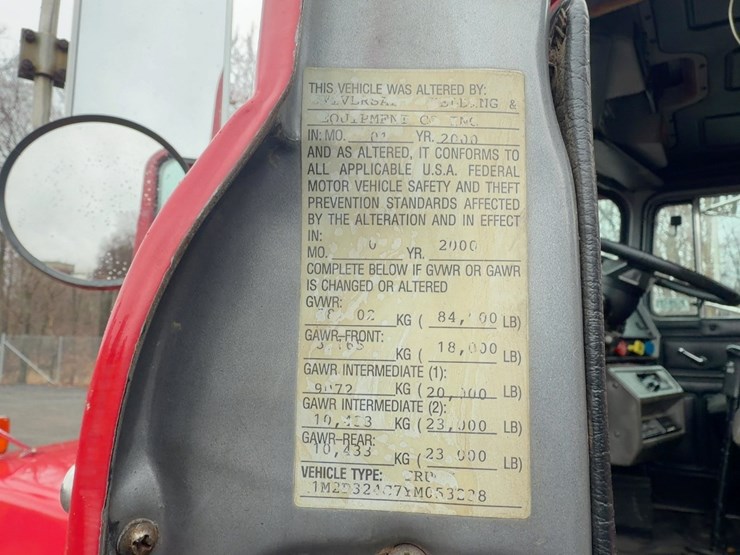 THIS VEHICLE WAS ALTERED BY:
&
IN: MO. 01 YR. 2000
AND AS ALTERED, IT CONFORMS TO
ALL APPLICABLE U.S.A. FEDERAL
MOTOR VEHICLE SAFETY AND THEFT
PREVENTION STANDARDS AFFECTED
BY THE ALTERATION AND IN EFFECT
IN:
MO. YR. 2000
COMPLETE BELOW IF GVWR OR GAWR
IS CHANGED OR ALTERED
GVWR:
KG ( LB)
GAWR-FRONT:
KG ( 18,000 LB)
GAWR INTERMEDIATE (1):
KG ( LB)
GAWR INTERMEDIATE (2):
KG ( 23,000 LB)
GAWR-REAR:
10,433 KG ( 23 000 LB)
VEHICLE TYPE: